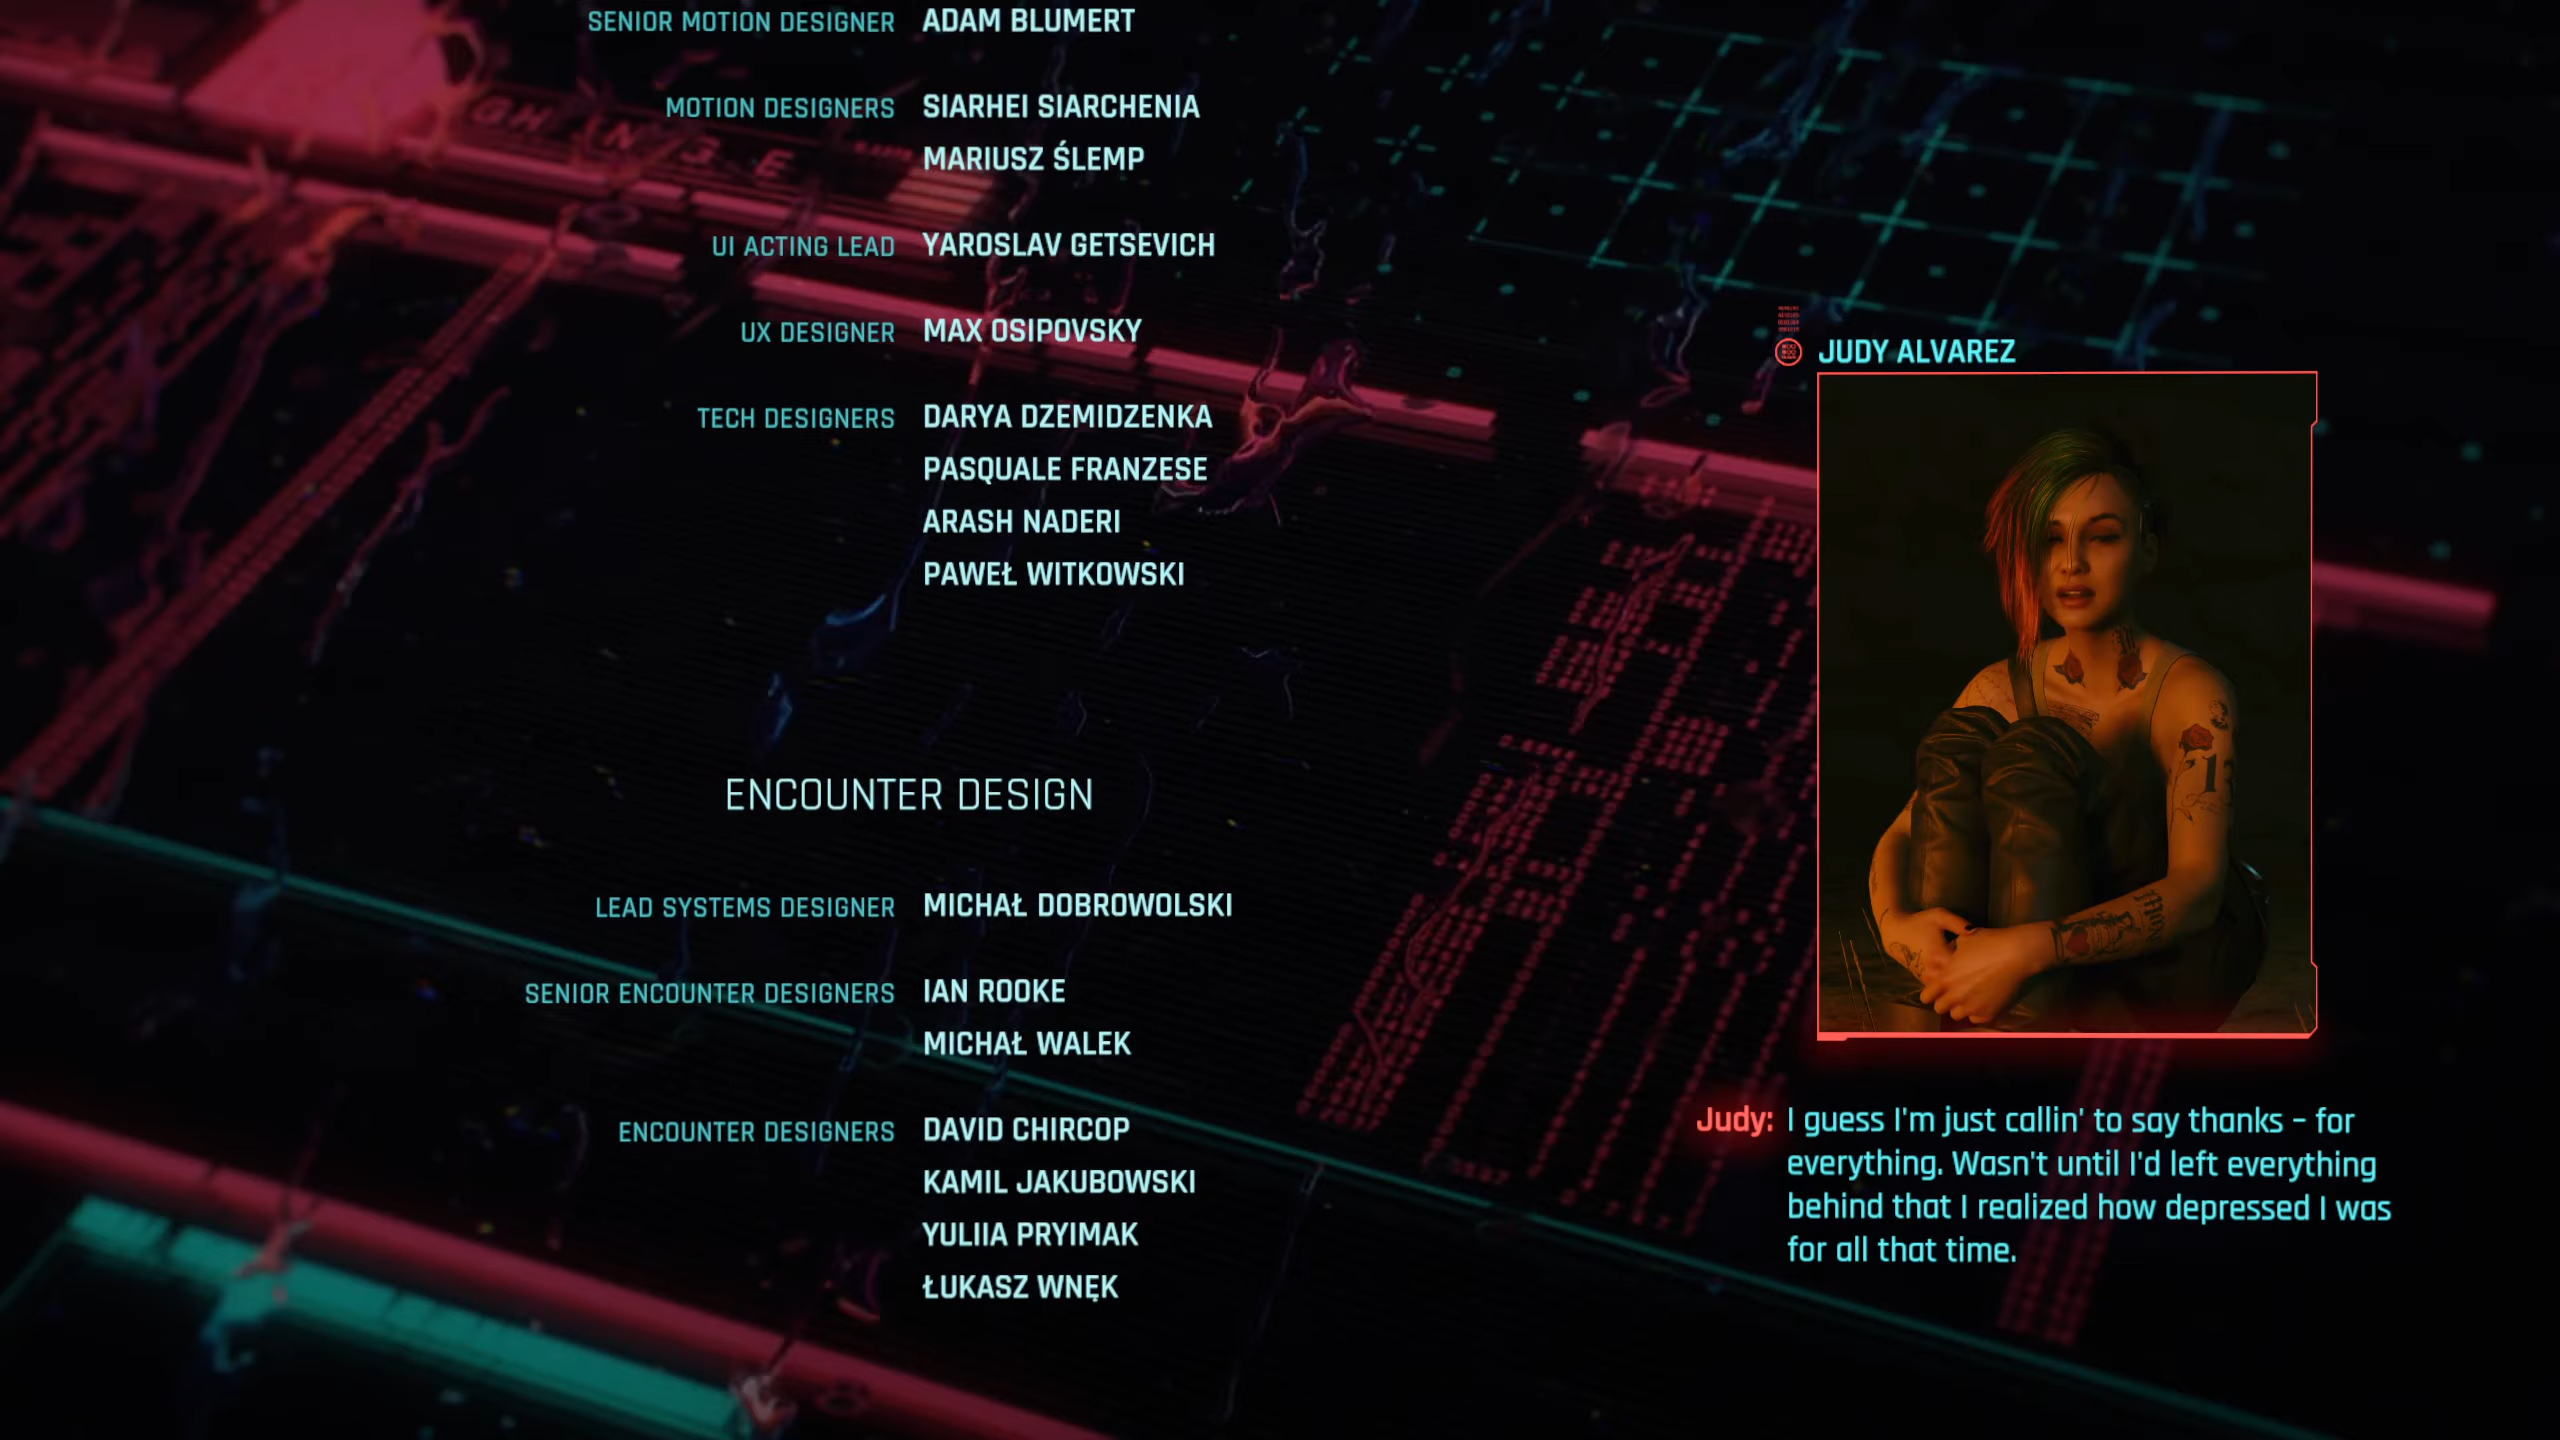 SENIOR MOTION DESIGNER ADAM BLUMERT
MOTION DESIGNERS SIARHEI SIARCHENIA
MARIUSZ ŚLEMP
UI ACTING LEAD YAROSLAV GETSEVICH
UX DESIGNER MAX OSIPOVSKY
TECH DESIGNERS DARYA DZEMIDZENKA
PASQUALE FRANZESE
ARASH NADERI
PAWEŁ WITKOWSKI
ENCOUNTER DESIGN
LEAD SYSTEMS DESIGNER MICHAŁ DOBROWOLSKI
SENIOR ENCOUNTER DESIGNERS IAN ROOKE
MICHAŁ WALEK
ENCOUNTER DESIGNERS DAVID CHIRCOP
KAMIL JAKUBOWSKI
YULIIA PRYIMAK
ŁUKASZ WNĘK
JUDY ALVAREZ
13
Judy: I guess I'm just callin' to say thanks – for
everything. Wasn't until I'd left everything
behind that I realized how depressed I was
for all that time.